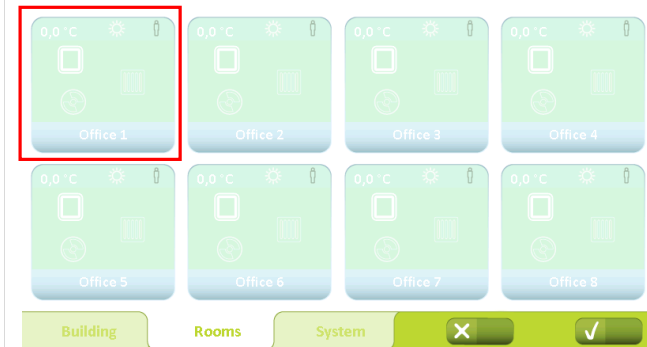 0,0 °C 0,0 °C 0,0 °C 0,0 °C
Office 1 Office 2 Office 3 Office 4
0,0 °C 0,0 °C 0,0 °C 0,0 °C
Office 5 Office 6 Office 7 Office 8
Building Rooms System